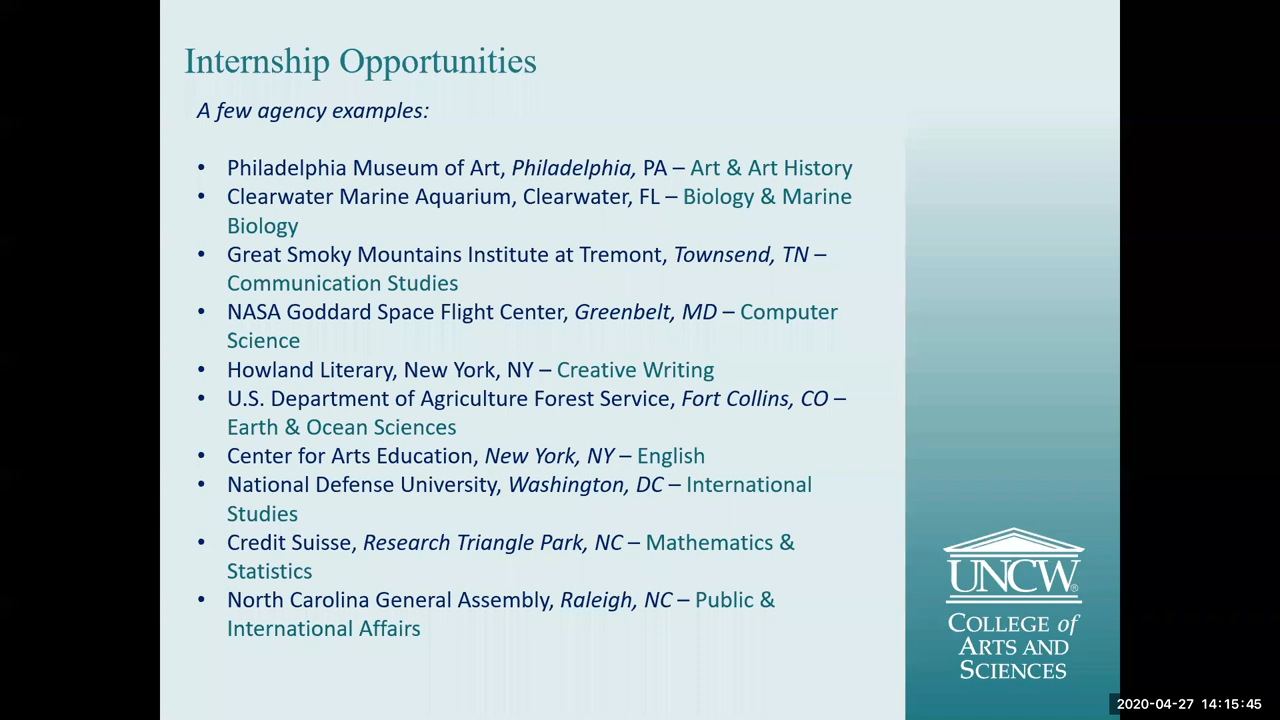 Internship Opportunities
A few agency examples:
• Philadelphia Museum of Art, Philadelphia, PA – Art & Art History
• Clearwater Marine Aquarium, Clearwater, FL – Biology & Marine
Biology
• Great Smoky Mountains Institute at Tremont, Townsend, TN –
Communication Studies
• NASA Goddard Space Flight Center, Greenbelt, MD – Computer
Science
• Howland Literary, New York, NY – Creative Writing
• U.S. Department of Agriculture Forest Service, Fort Collins, CO –
Earth & Ocean Sciences
• Center for Arts Education, New York, NY – English
• National Defense University, Washington, DC – International
Studies
• Credit Suisse, Research Triangle Park, NC – Mathematics &
Statistics
• North Carolina General Assembly, Raleigh, NC – Public &
International Affairs
UNCW®
COLLEGE of
ARTS AND
SCIENCES
2020-04-27 14:15:45